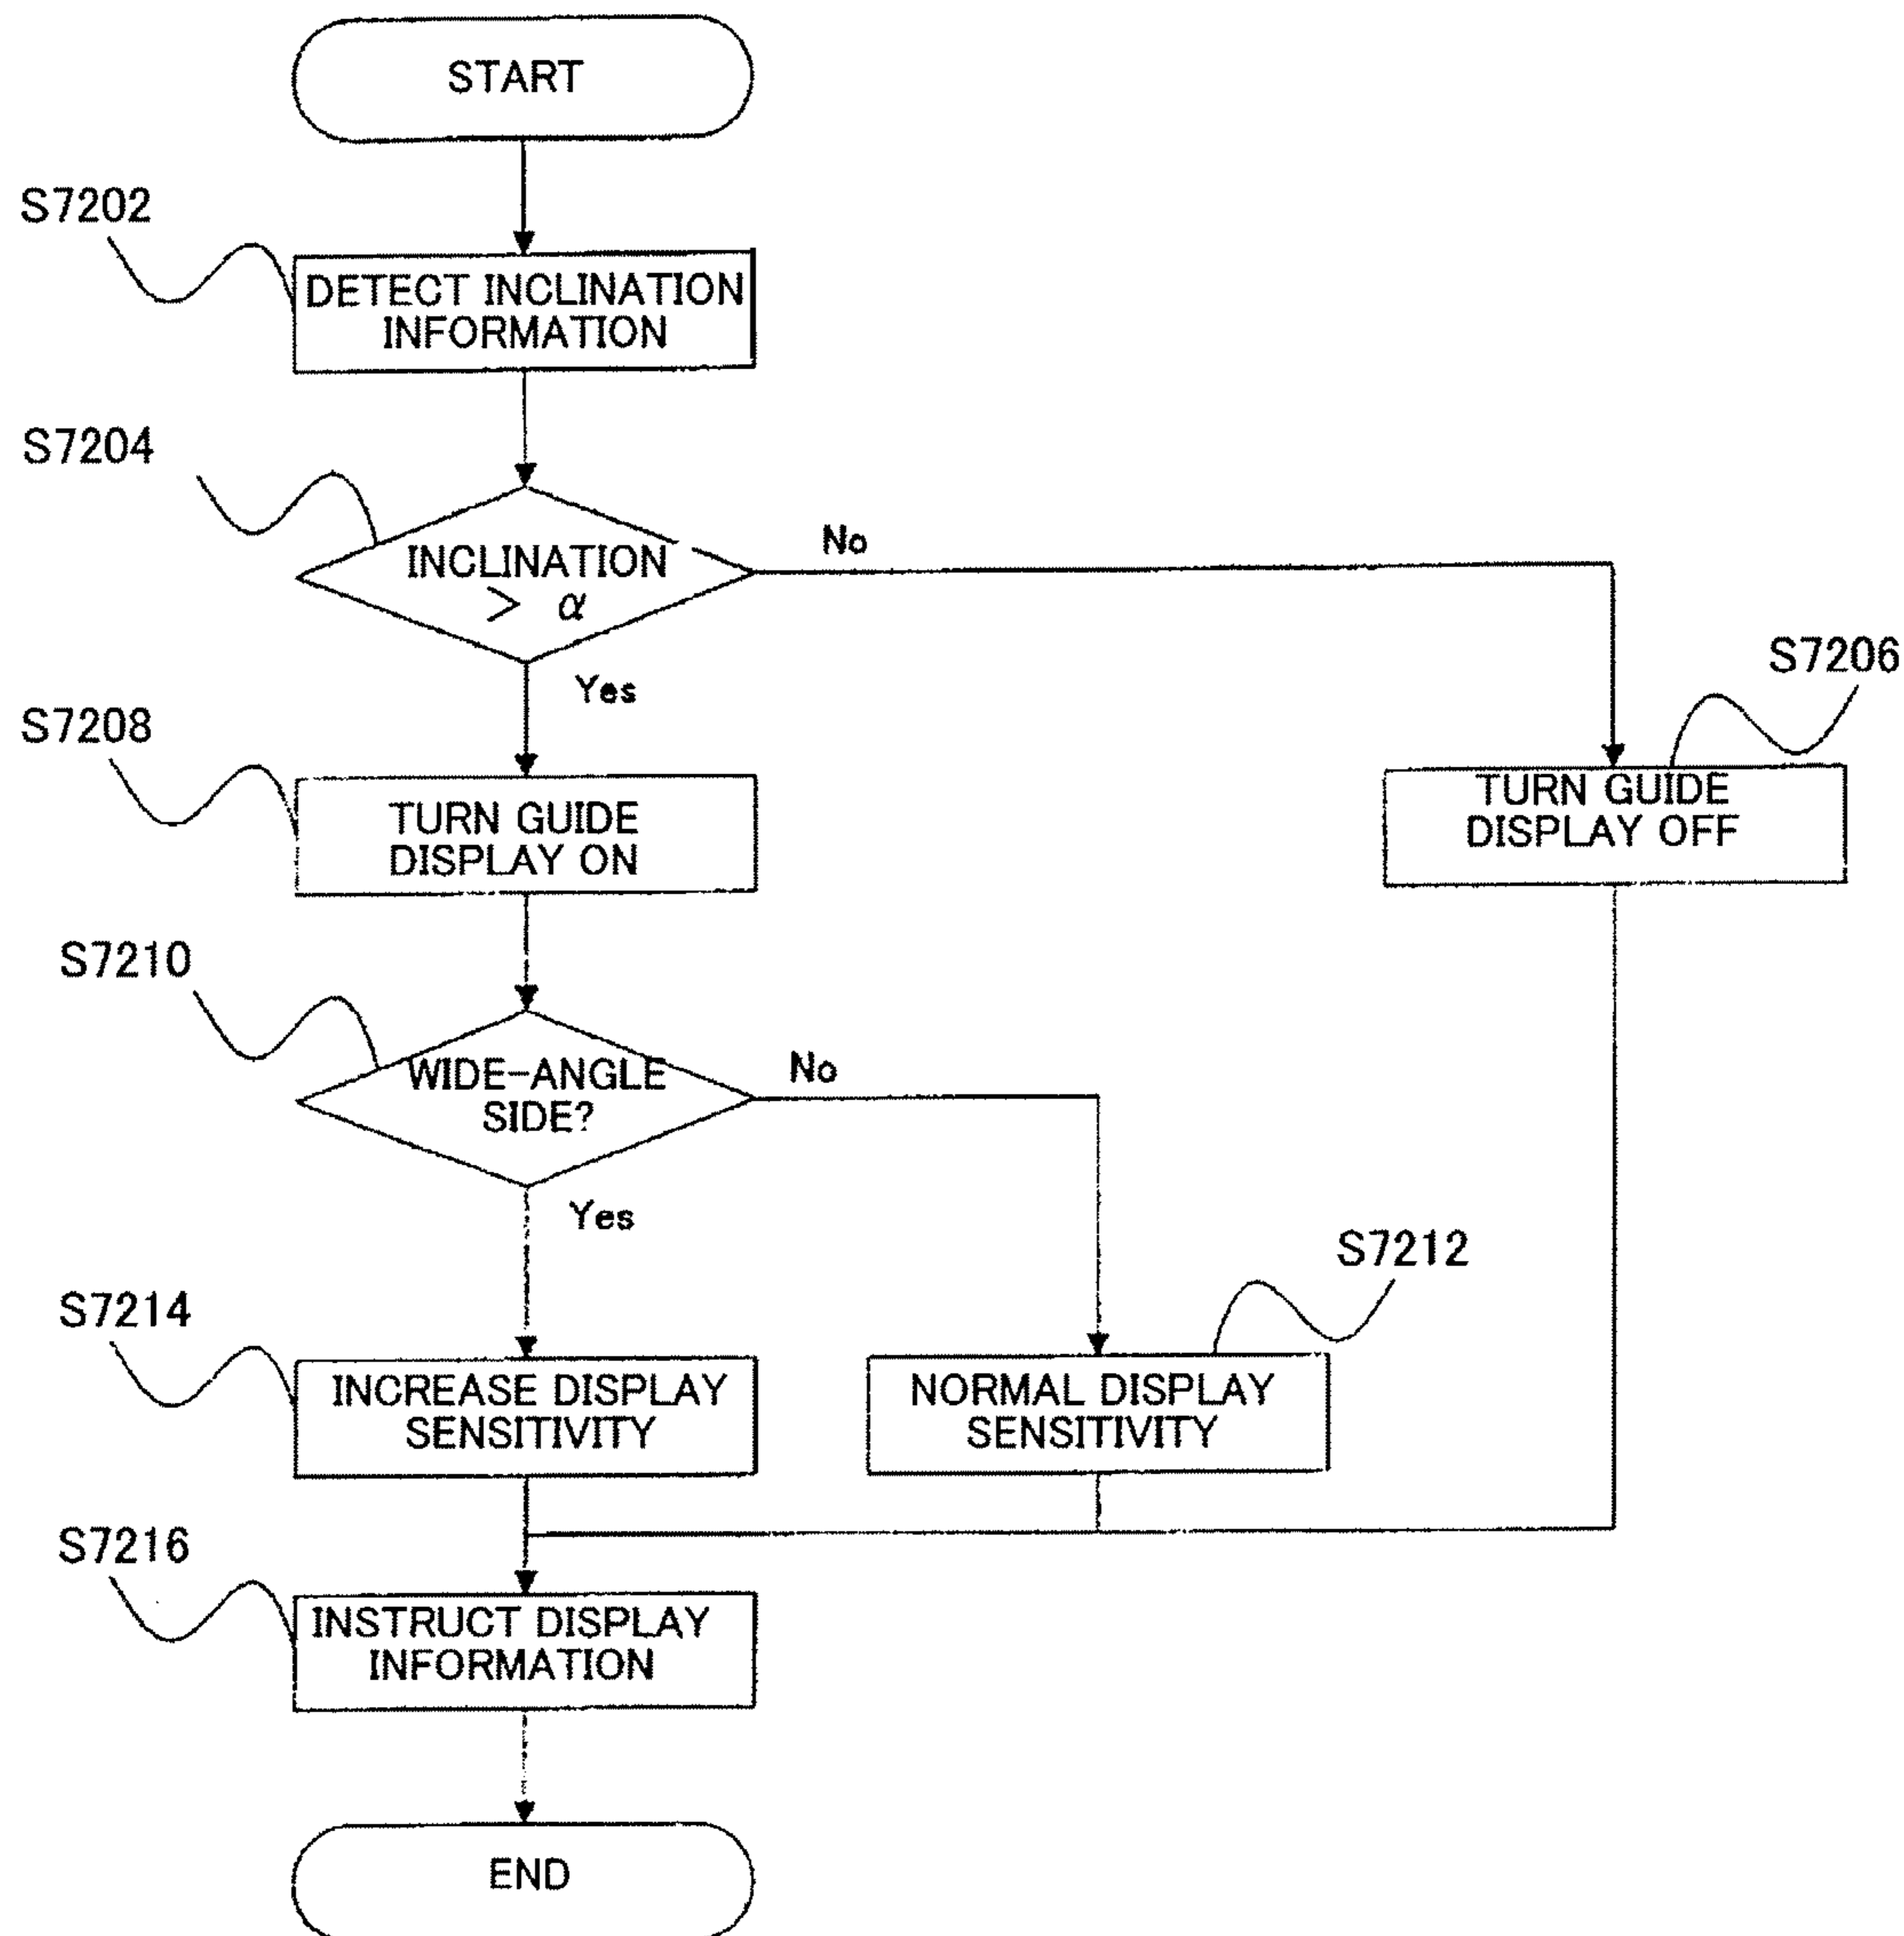 START
S7202
DETECT INCLINATION
INFORMATION
S7204
INCLINATION
> α
No
Yes
S7206
TURN GUIDE
DISPLAY OFF
S7208
TURN GUIDE
DISPLAY ON
S7210
WIDE-ANGLE
SIDE?
No
Yes
S7212
NORMAL DISPLAY
SENSITIVITY
S7214
INCREASE DISPLAY
SENSITIVITY
S7216
INSTRUCT DISPLAY
INFORMATION
END